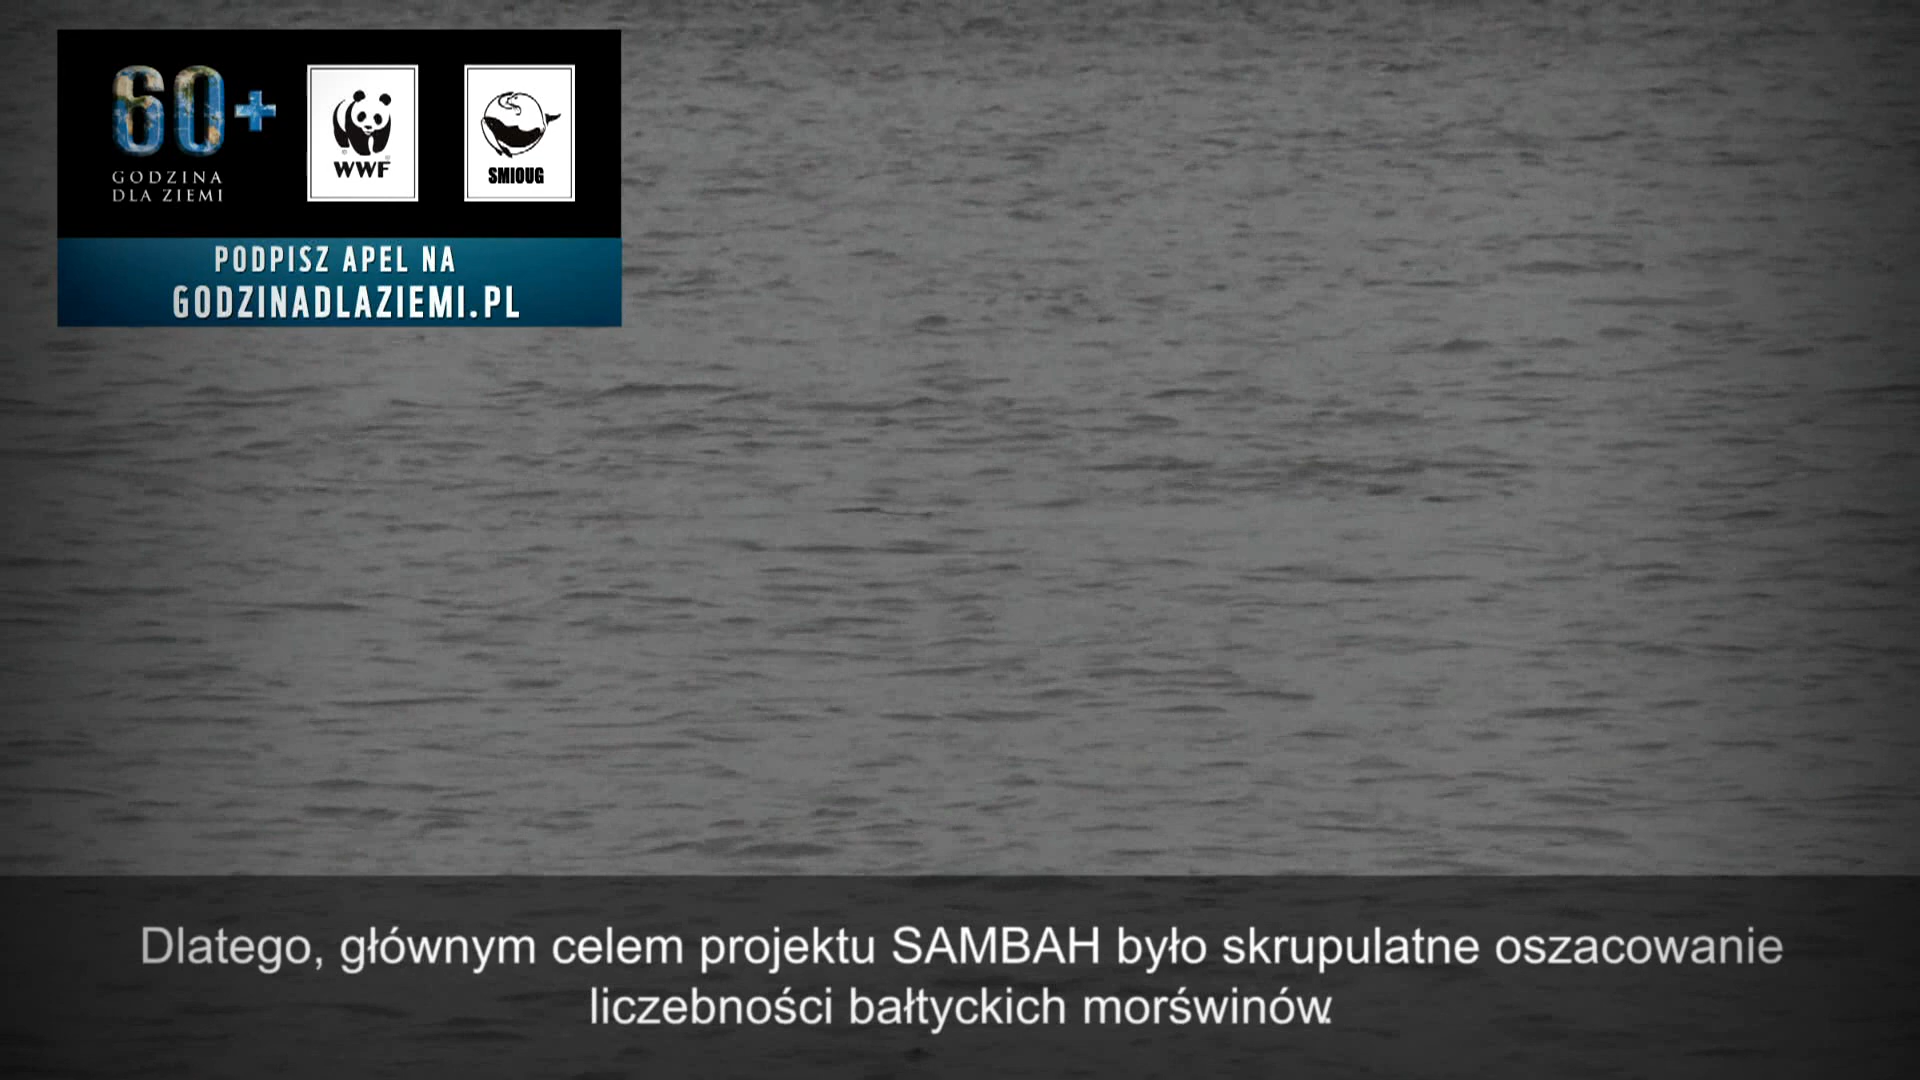 60+
GODZINA
DLA ZIEMI
WWF
SMIOUG
PODPISZ APEL NA
GODZINADLAZIEMI.PL
Dlatego, głównym celem projektu SAMBAH było skrupulatne oszacowanie
liczebności bałtyckich morświnów.